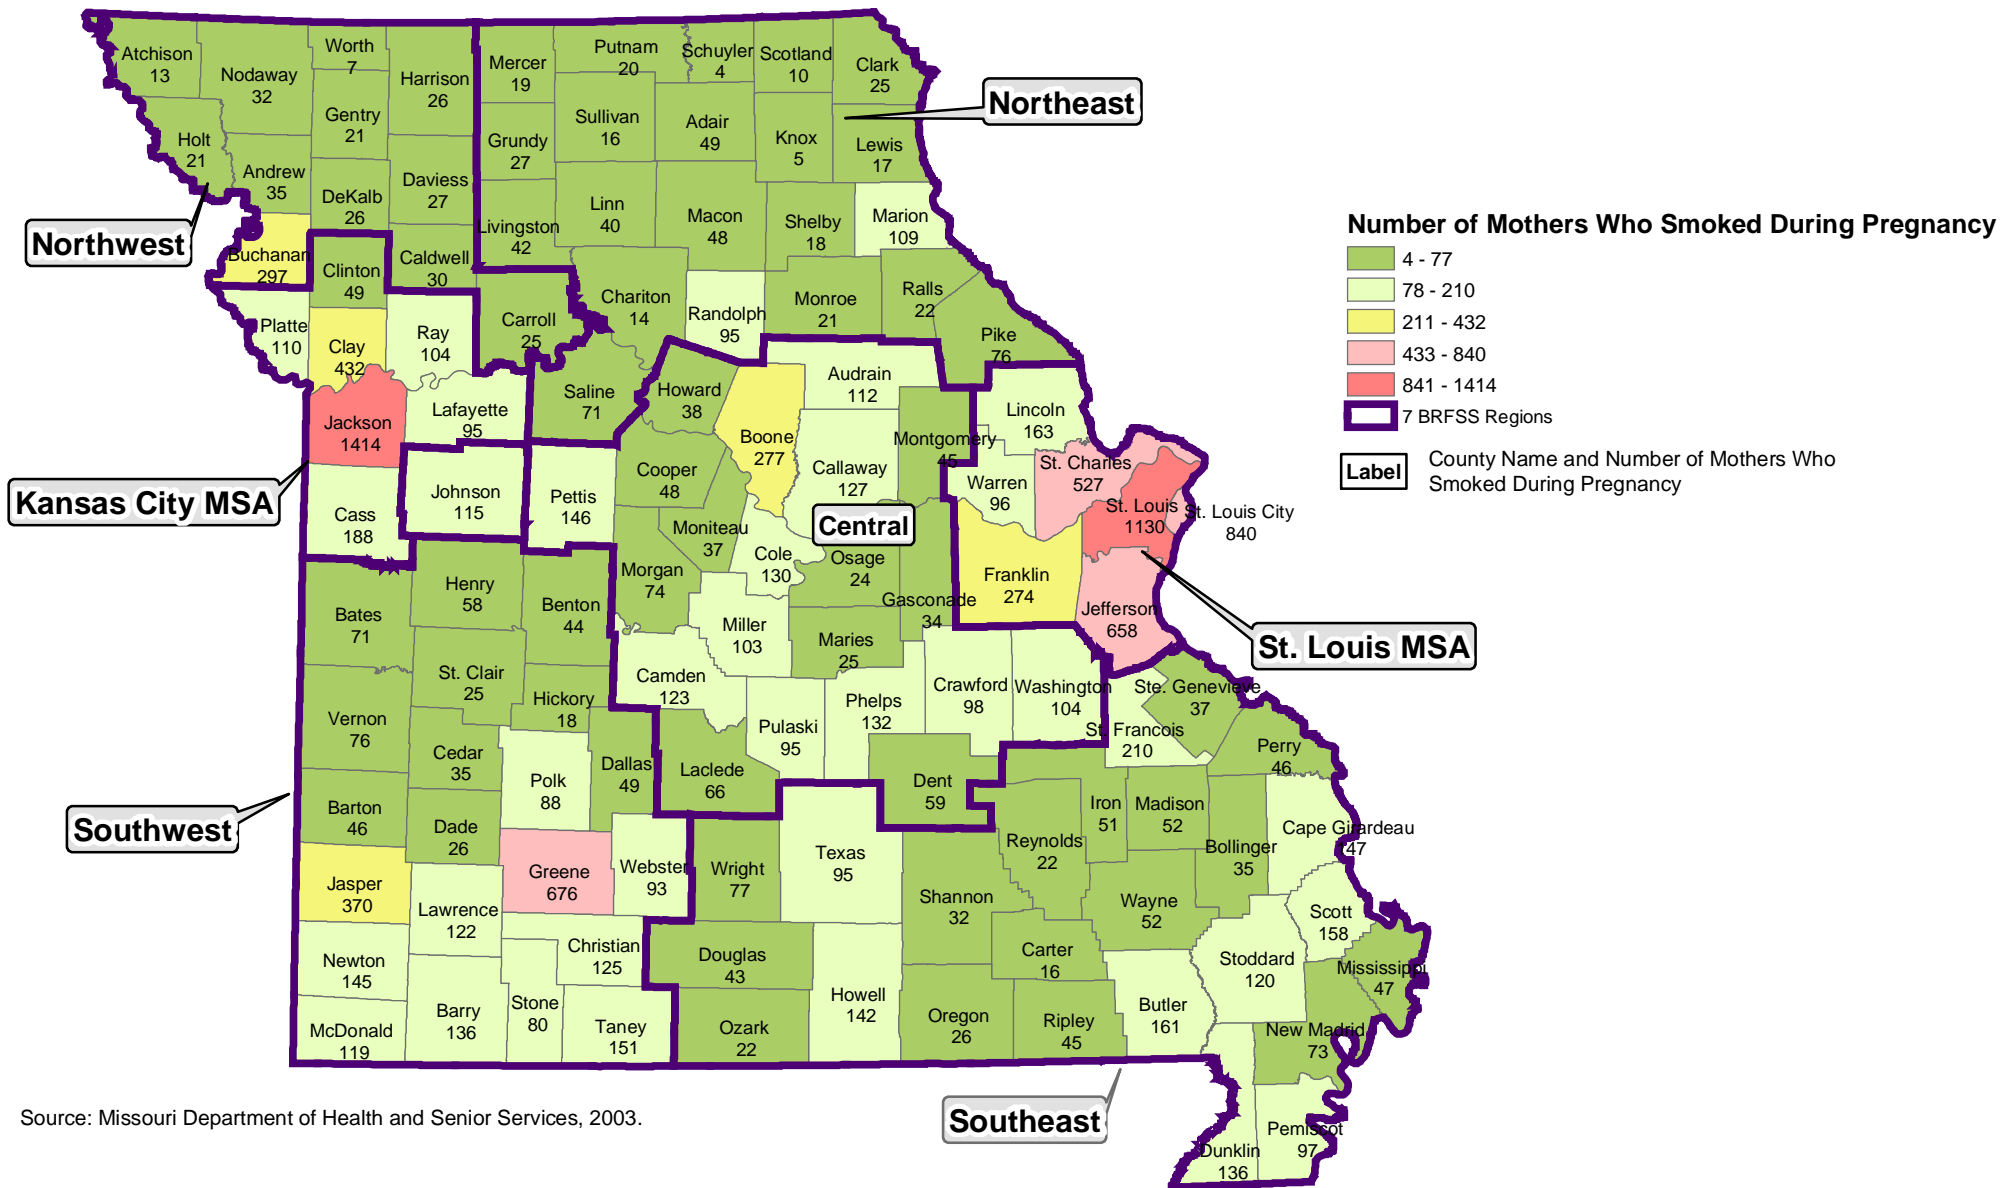 Atchison
13
Nodaway
32
Worth
7
Harrison
26
Mercer
19
Putnam
20
Schuyler
4
Scotland
10
Clark
25
Northeast
Holt
21
Gentry
21
Andrew
35
DeKalb
26
Daviess
27
Grundy
27
Sullivan
16
Adair
49
Knox
5
Lewis
17
Northwest
Buchanan
297
Clinton
49
Caldwell
30
Livingston
42
Linn
40
Macon
48
Shelby
18
Marion
109
Platte
110
Clay
432
Ray
104
Carroll
25
Chariton
14
Randolph
95
Monroe
21
Ralls
22
Pike
76
Jackson
1414
Lafayette
95
Saline
71
Howard
38
Boone
277
Audrain
112
Callaway
127
Montgomery
45
Lincoln
163
Warren
96
St. Charles
527
St. Louis
1130
St. Louis City
840
Kansas City MSA
Cass
188
Johnson
115
Pettis
146
Cooper
48
Moniteau
37
Central
Cole
130
Osage
24
Gasconade
34
Franklin
274
Jefferson
658
St. Louis MSA
Bates
71
Henry
58
Benton
44
Morgan
74
Miller
103
Maries
25
St. Clair
25
Hickory
18
Camden
123
Pulaski
95
Phelps
132
Crawford
98
Washington
104
Ste. Genevieve
37
St. Francois
210
Perry
46
Vernon
76
Cedar
35
Polk
88
Dallas
49
Laclede
66
Dent
59
Southwest
Barton
46
Dade
26
Greene
676
Webster
93
Wright
77
Texas
95
Shannon
32
Reynolds
22
Iron
51
Madison
52
Bollinger
35
Cape Girardeau
147
Jasper
370
Lawrence
122
Christian
125
Douglas
43
Howell
142
Carter
16
Wayne
52
Stoddard
120
Scott
158
Mississippi
47
Newton
145
McDonald
119
Barry
136
Stone
80
Taney
151
Ozark
22
Oregon
26
Ripley
45
Butler
161
New Madrid
73
Southeast
Dunklin
136
Pemiscot
97
Number of Mothers Who Smoked During Pregnancy
4 - 77
78 - 210
211 - 432
433 - 840
841 - 1414
7 BRFSS Regions
Label
County Name and Number of Mothers Who
Smoked During Pregnancy
Source: Missouri Department of Health and Senior Services, 2003.